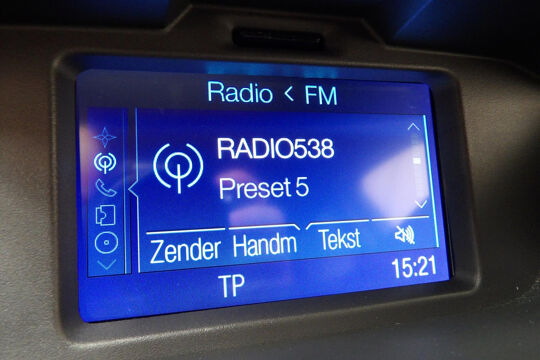 Radio < FM
RADIO538
Preset 5
Zender Handm Tekst
TP
15:21